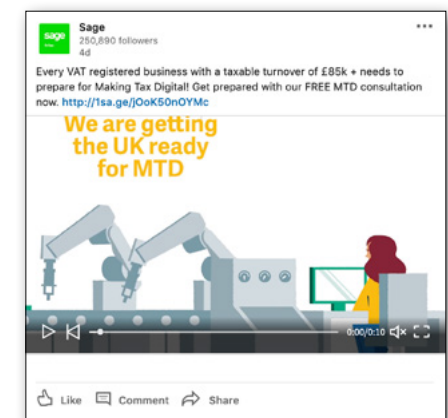 sage
Sage
250,890 followers
4d
Every VAT registered business with a taxable turnover of £85k + needs to
prepare for Making Tax Digital! Get prepared with our FREE MTD consultation
now. http://1sa.ge/jOoK50nOYMc
We are getting
the UK ready
for MTD
0:00/0:10
Like Comment Share